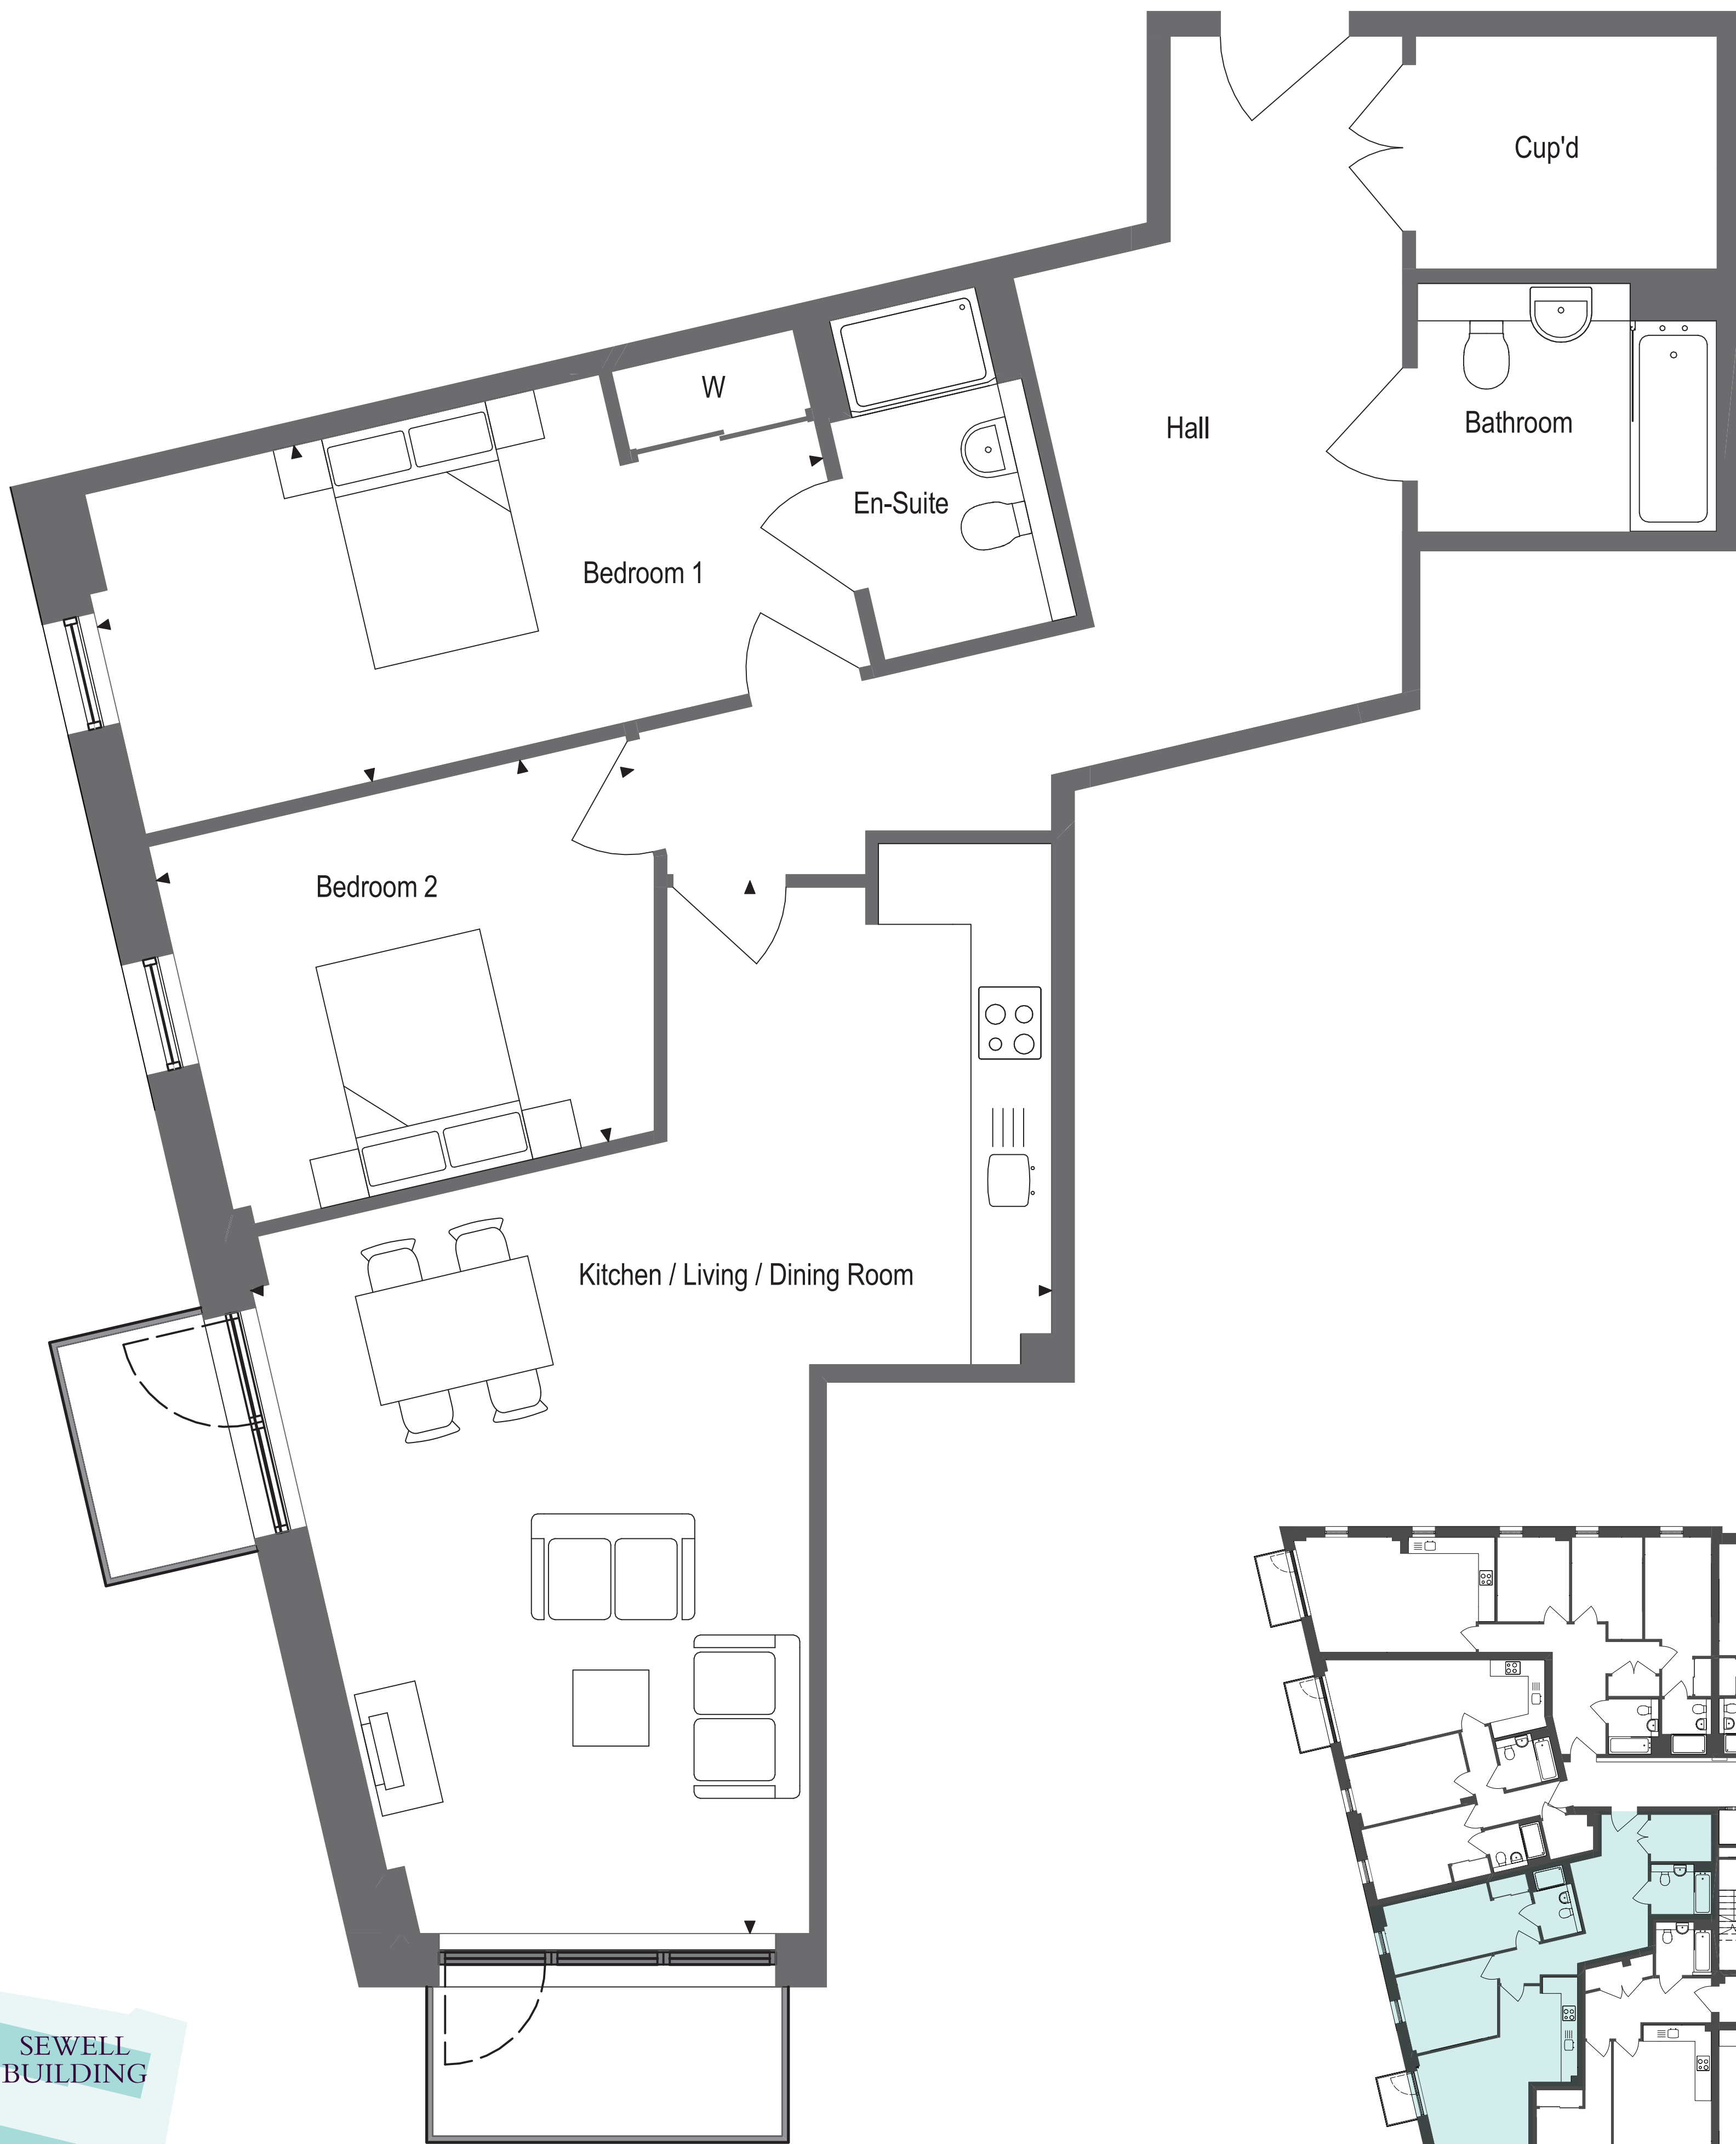 Cup'd
W
Hall
Bathroom
En-Suite
Bedroom 1
Bedroom 2
Kitchen / Living / Dining Room
SEWELL
BUILDING